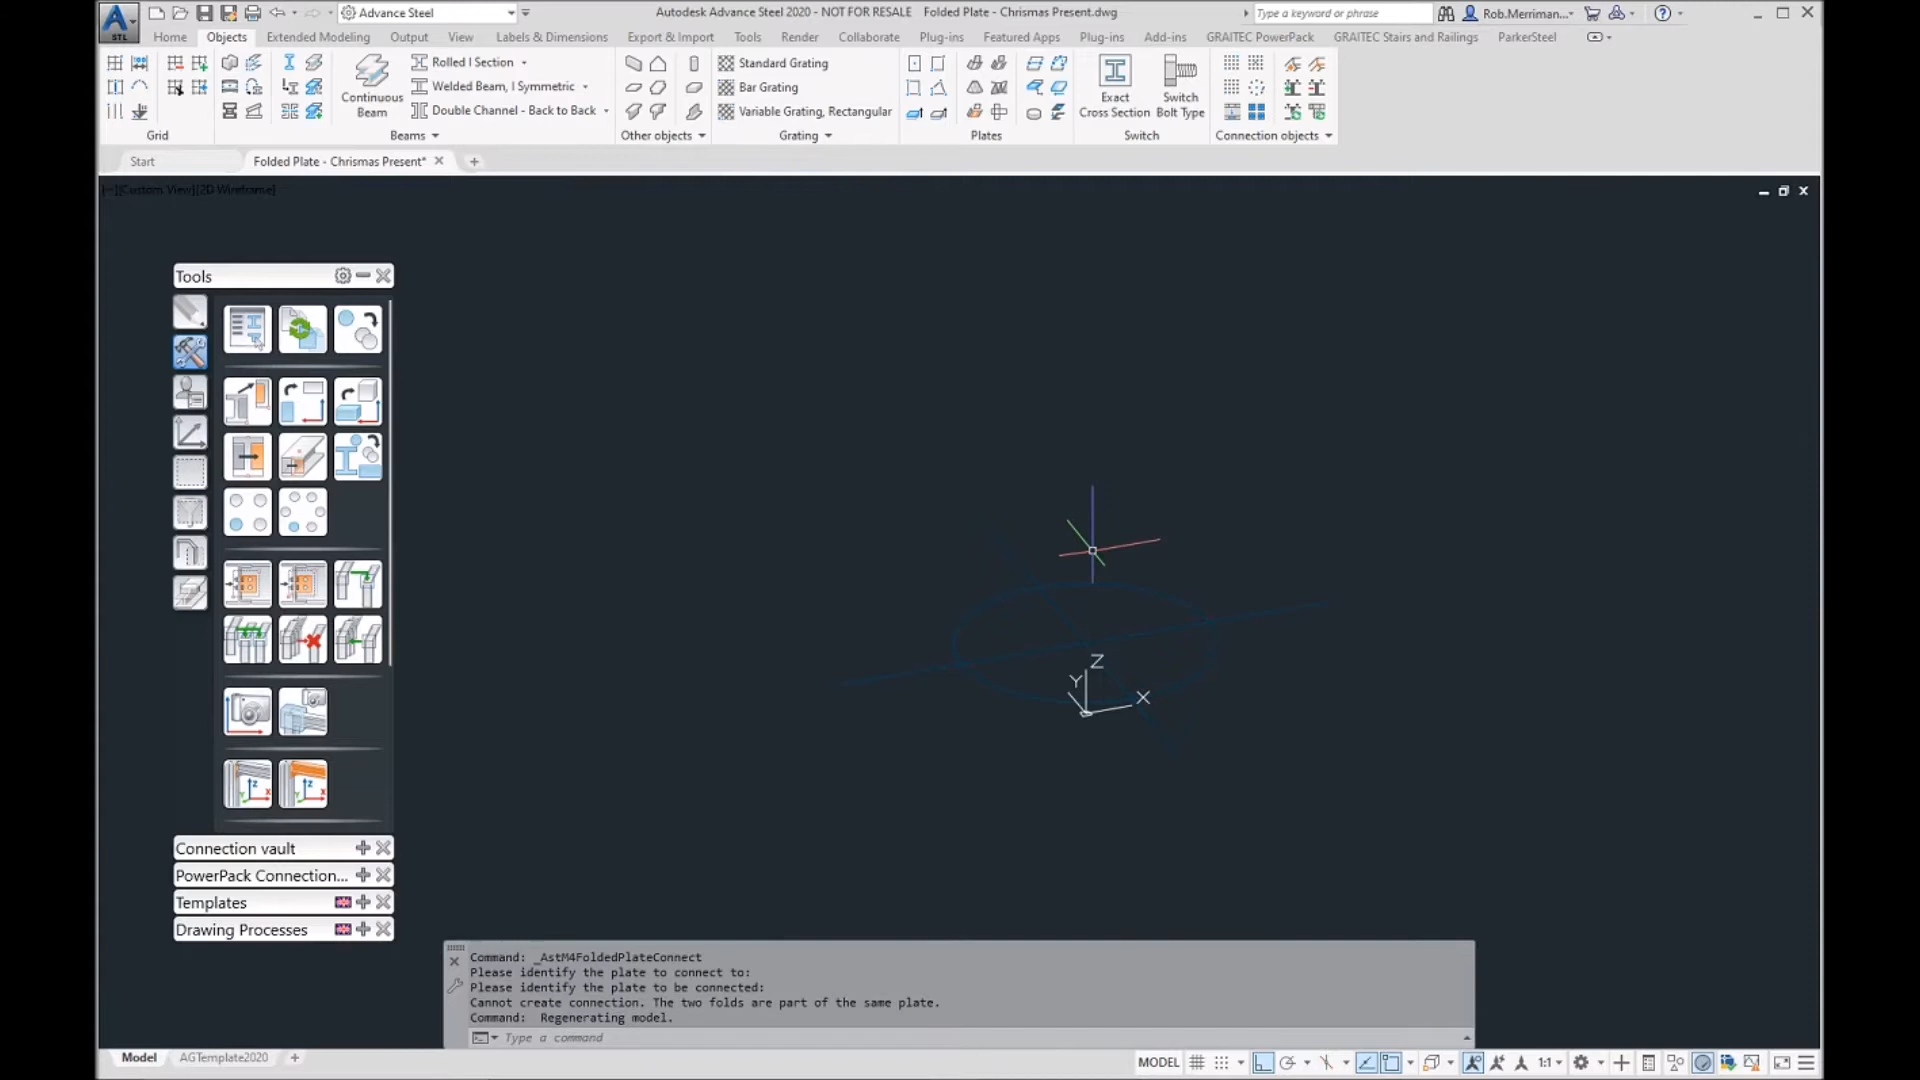 Advance Steel
Autodesk Advance Steel 2020 - NOT FOR RESALE Folded Plate - Chrismas Present.dwg
Type a keyword or phrase
Rob.Merriman...
STL
Home Objects Extended Modeling Output View Labels & Dimensions Export & Import Tools Render Collaborate Plug-ins Featured Apps Plug-ins Add-ins GRAITEC PowerPack GRAITEC Stairs and Railings ParkerSteel
Continuous Beam
Rolled I Section
Welded Beam, I Symmetric
Double Channel - Back to Back
Standard Grating
Bar Grating
Variable Grating, Rectangular
Exact Cross Section
Switch Bolt Type
Grid Beams Other objects Grating Plates Switch Connection objects
Start Folded Plate - Chrismas Present*
[-][Custom View][2D Wireframe]
Tools
Z
Y
X
Connection vault
PowerPack Connection...
Templates
Drawing Processes
Command: _AstM4FoldedPlateConnect
Please identify the plate to connect to:
Please identify the plate to be connected:
Cannot create connection. The two folds are part of the same plate.
Command: Regenerating model.
Type a command
Model AGTemplate2020
MODEL 1:1